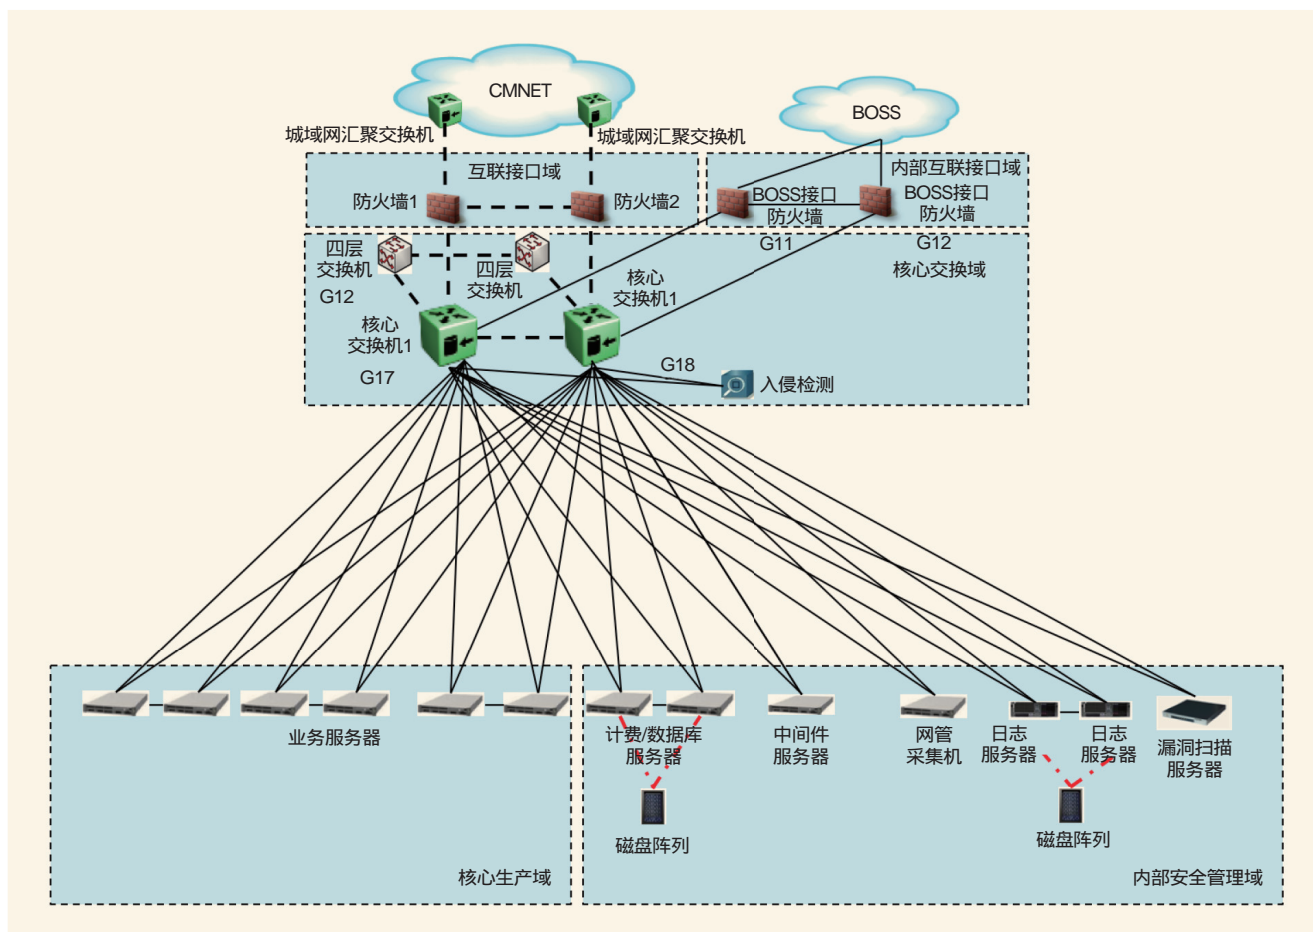 CMNET
BOSS
城域网汇聚交换机
城域网汇聚交换机
互联接口域
内部互联接口域
防火墙1
防火墙2
BOSS接口
防火墙
BOSS接口
防火墙
G11
G12
核心交换域
四层
交换机
四层
交换机
G12
核心
交换机1
核心
交换机1
G17
G18
入侵检测
业务服务器
计费/数据库
服务器
中间件
服务器
网管
采集机
日志
服务器
日志
服务器
漏洞扫描
服务器
磁盘阵列
磁盘阵列
核心生产域
内部安全管理域